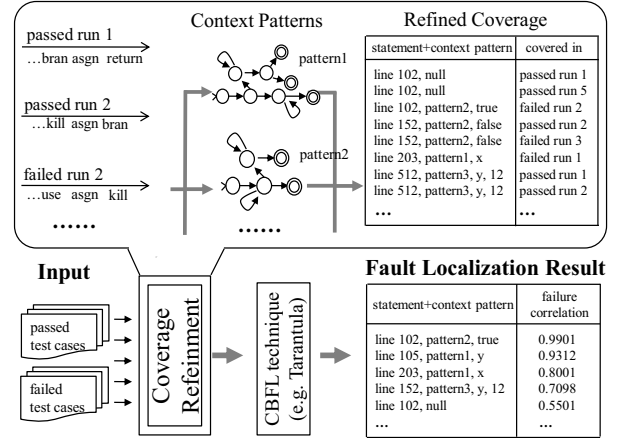 Context Patterns
Refined Coverage
passed run 1
...bran asgn return
passed run 2
...kill asgn bran
failed run 2
...use asgn kill
......
pattern1
pattern2
......
statement+context pattern covered in
line 102, null passed run 1
line 102, null passed run 5
line 102, pattern2, true failed run 2
line 152, pattern2, false passed run 2
line 152, pattern2, false failed run 3
line 203, pattern1, x failed run 1
line 512, pattern3, y, 12 passed run 1
line 512, pattern3, y, 12 passed run 2
... ...
Input
passed
test cases
failed
test cases
Coverage
Refeinment
CBFL technique
(e.g. Tarantula)
Fault Localization Result
statement+context pattern failure
correlation
line 102, pattern2, true 0.9901
line 105, pattern1, y 0.9312
line 203, pattern1, x 0.8001
line 152, pattern3, y, 12 0.7098
line 102, null 0.5501
... ...